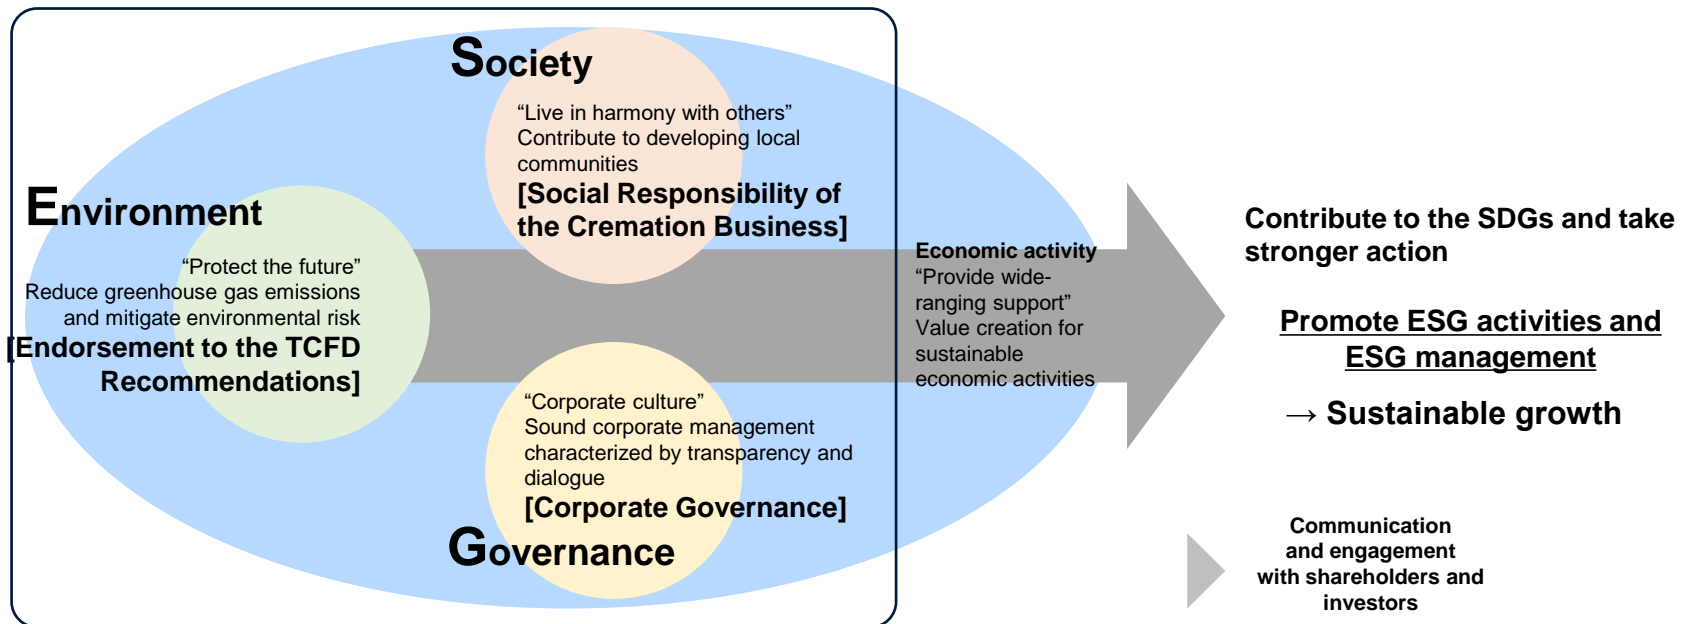 Society
“Live in harmony with others”
Contribute to developing local
communities
[Social Responsibility of
the Cremation Business]
Environment
“Protect the future”
Reduce greenhouse gas emissions
and mitigate environmental risk
[Endorsement to the TCFD
Recommendations]
“Corporate culture”
Sound corporate management
characterized by transparency and
dialogue
[Corporate Governance]
Governance
Economic activity
“Provide wide-
ranging support”
Value creation for
sustainable
economic activities
Contribute to the SDGs and take
stronger action
Promote ESG activities and
ESG management
→ Sustainable growth
Communication
and engagement
with shareholders and
investors